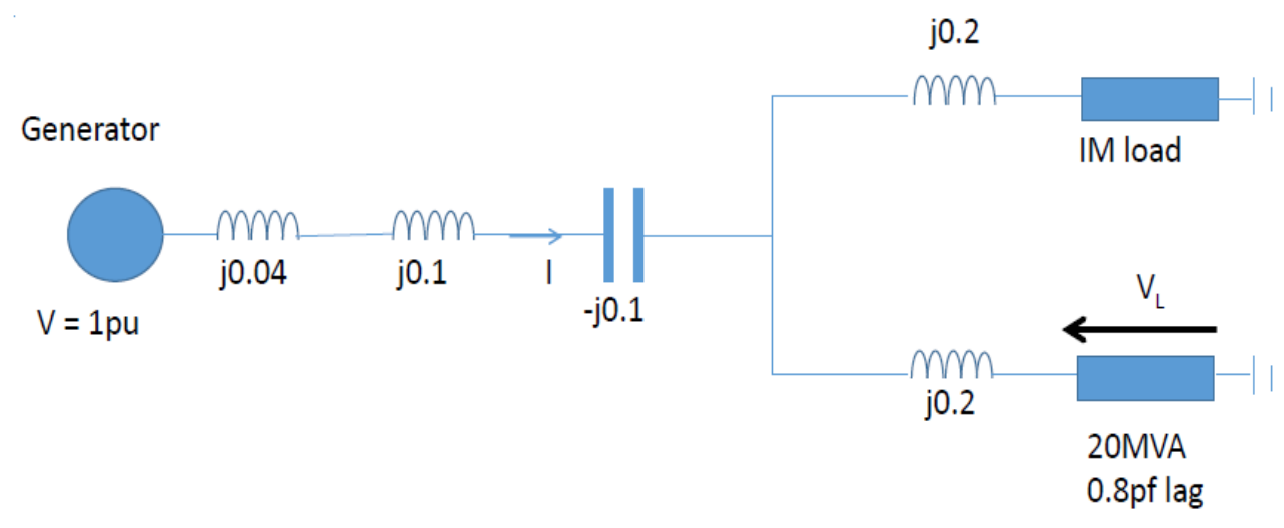 j0.2
Generator
IM load
j0.04
j0.1
I
-j0.1
V = 1pu
V_L
j0.2
20MVA
0.8pf lag